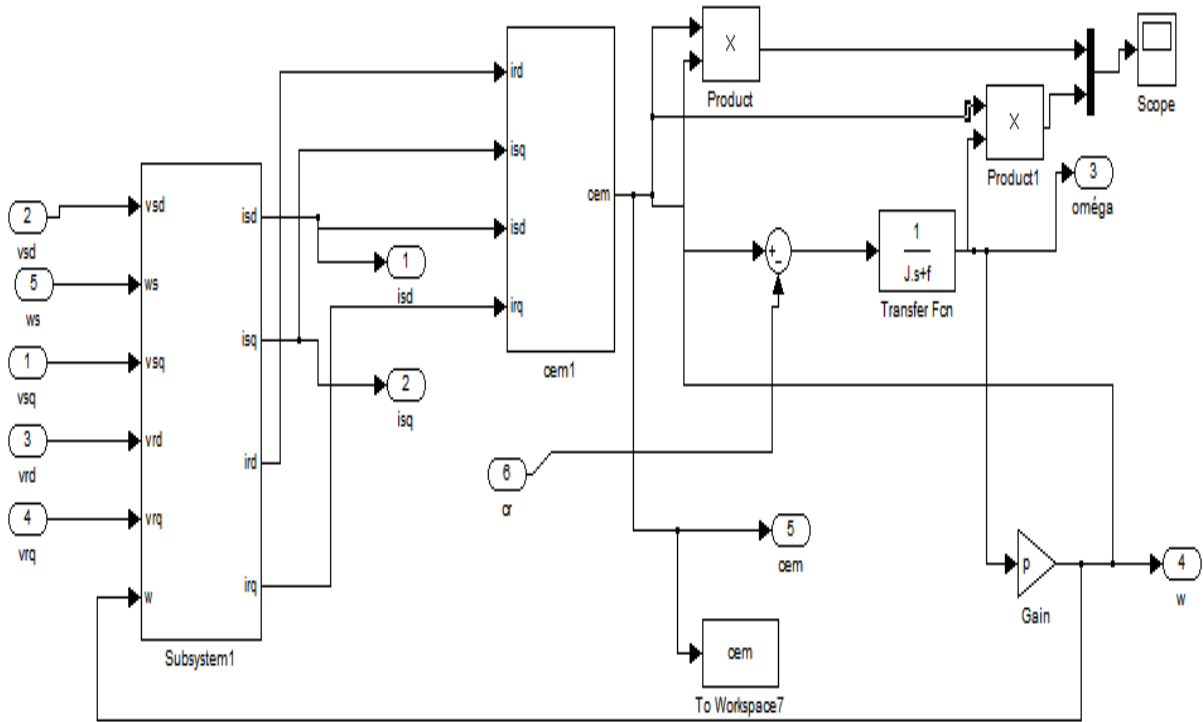 2
vsd
5
ws
1
vsq
3
vrd
4
vrq
vsd
ws
vsq
vrd
vrq
w
isd
isq
ird
irq
Subsystem1
1
isd
2
isq
ird
isq
isd
irq
cem
cem1
6
cr
×
Product
×
Product1
Scope
3
oméga
+
−
1
J.s+f
Transfer Fcn
5
cem
cem
To Workspace7
p
Gain
4
w